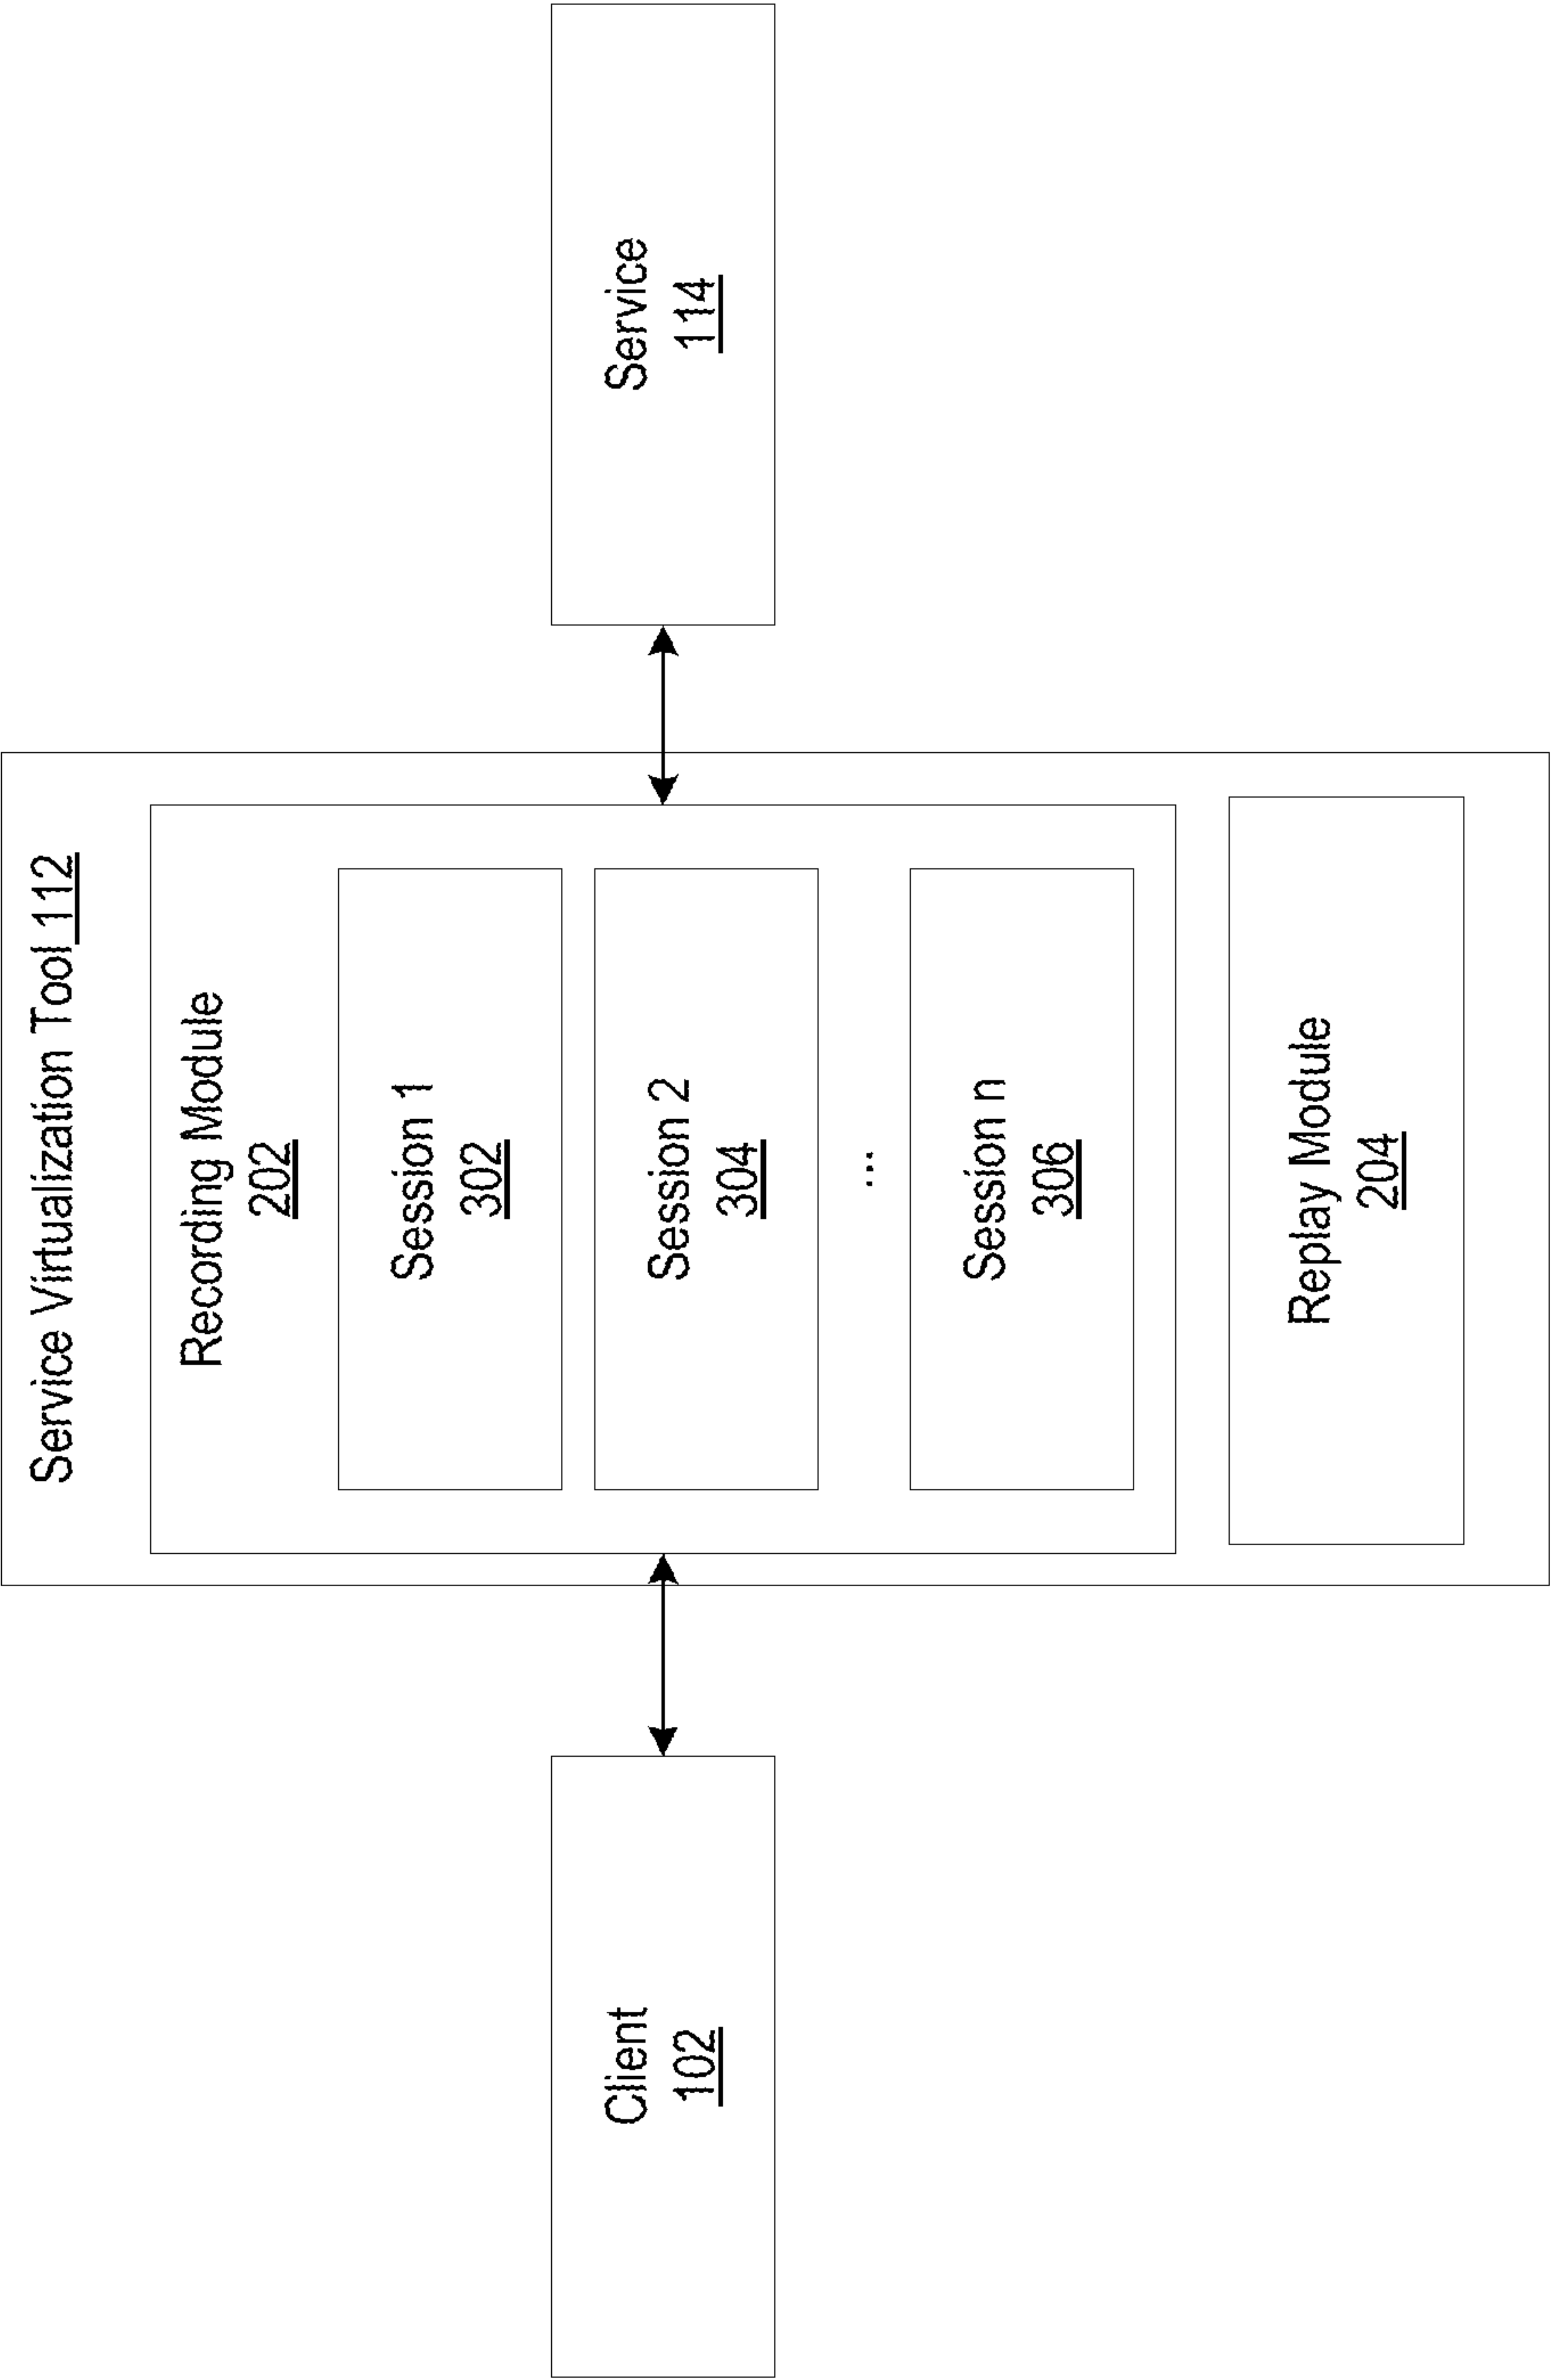 Service Virtualization Tool 112
Recording Module
202
Session 1
302
Session 2
304
...
Session n
306
Replay Module
204
Client
102
Service
114